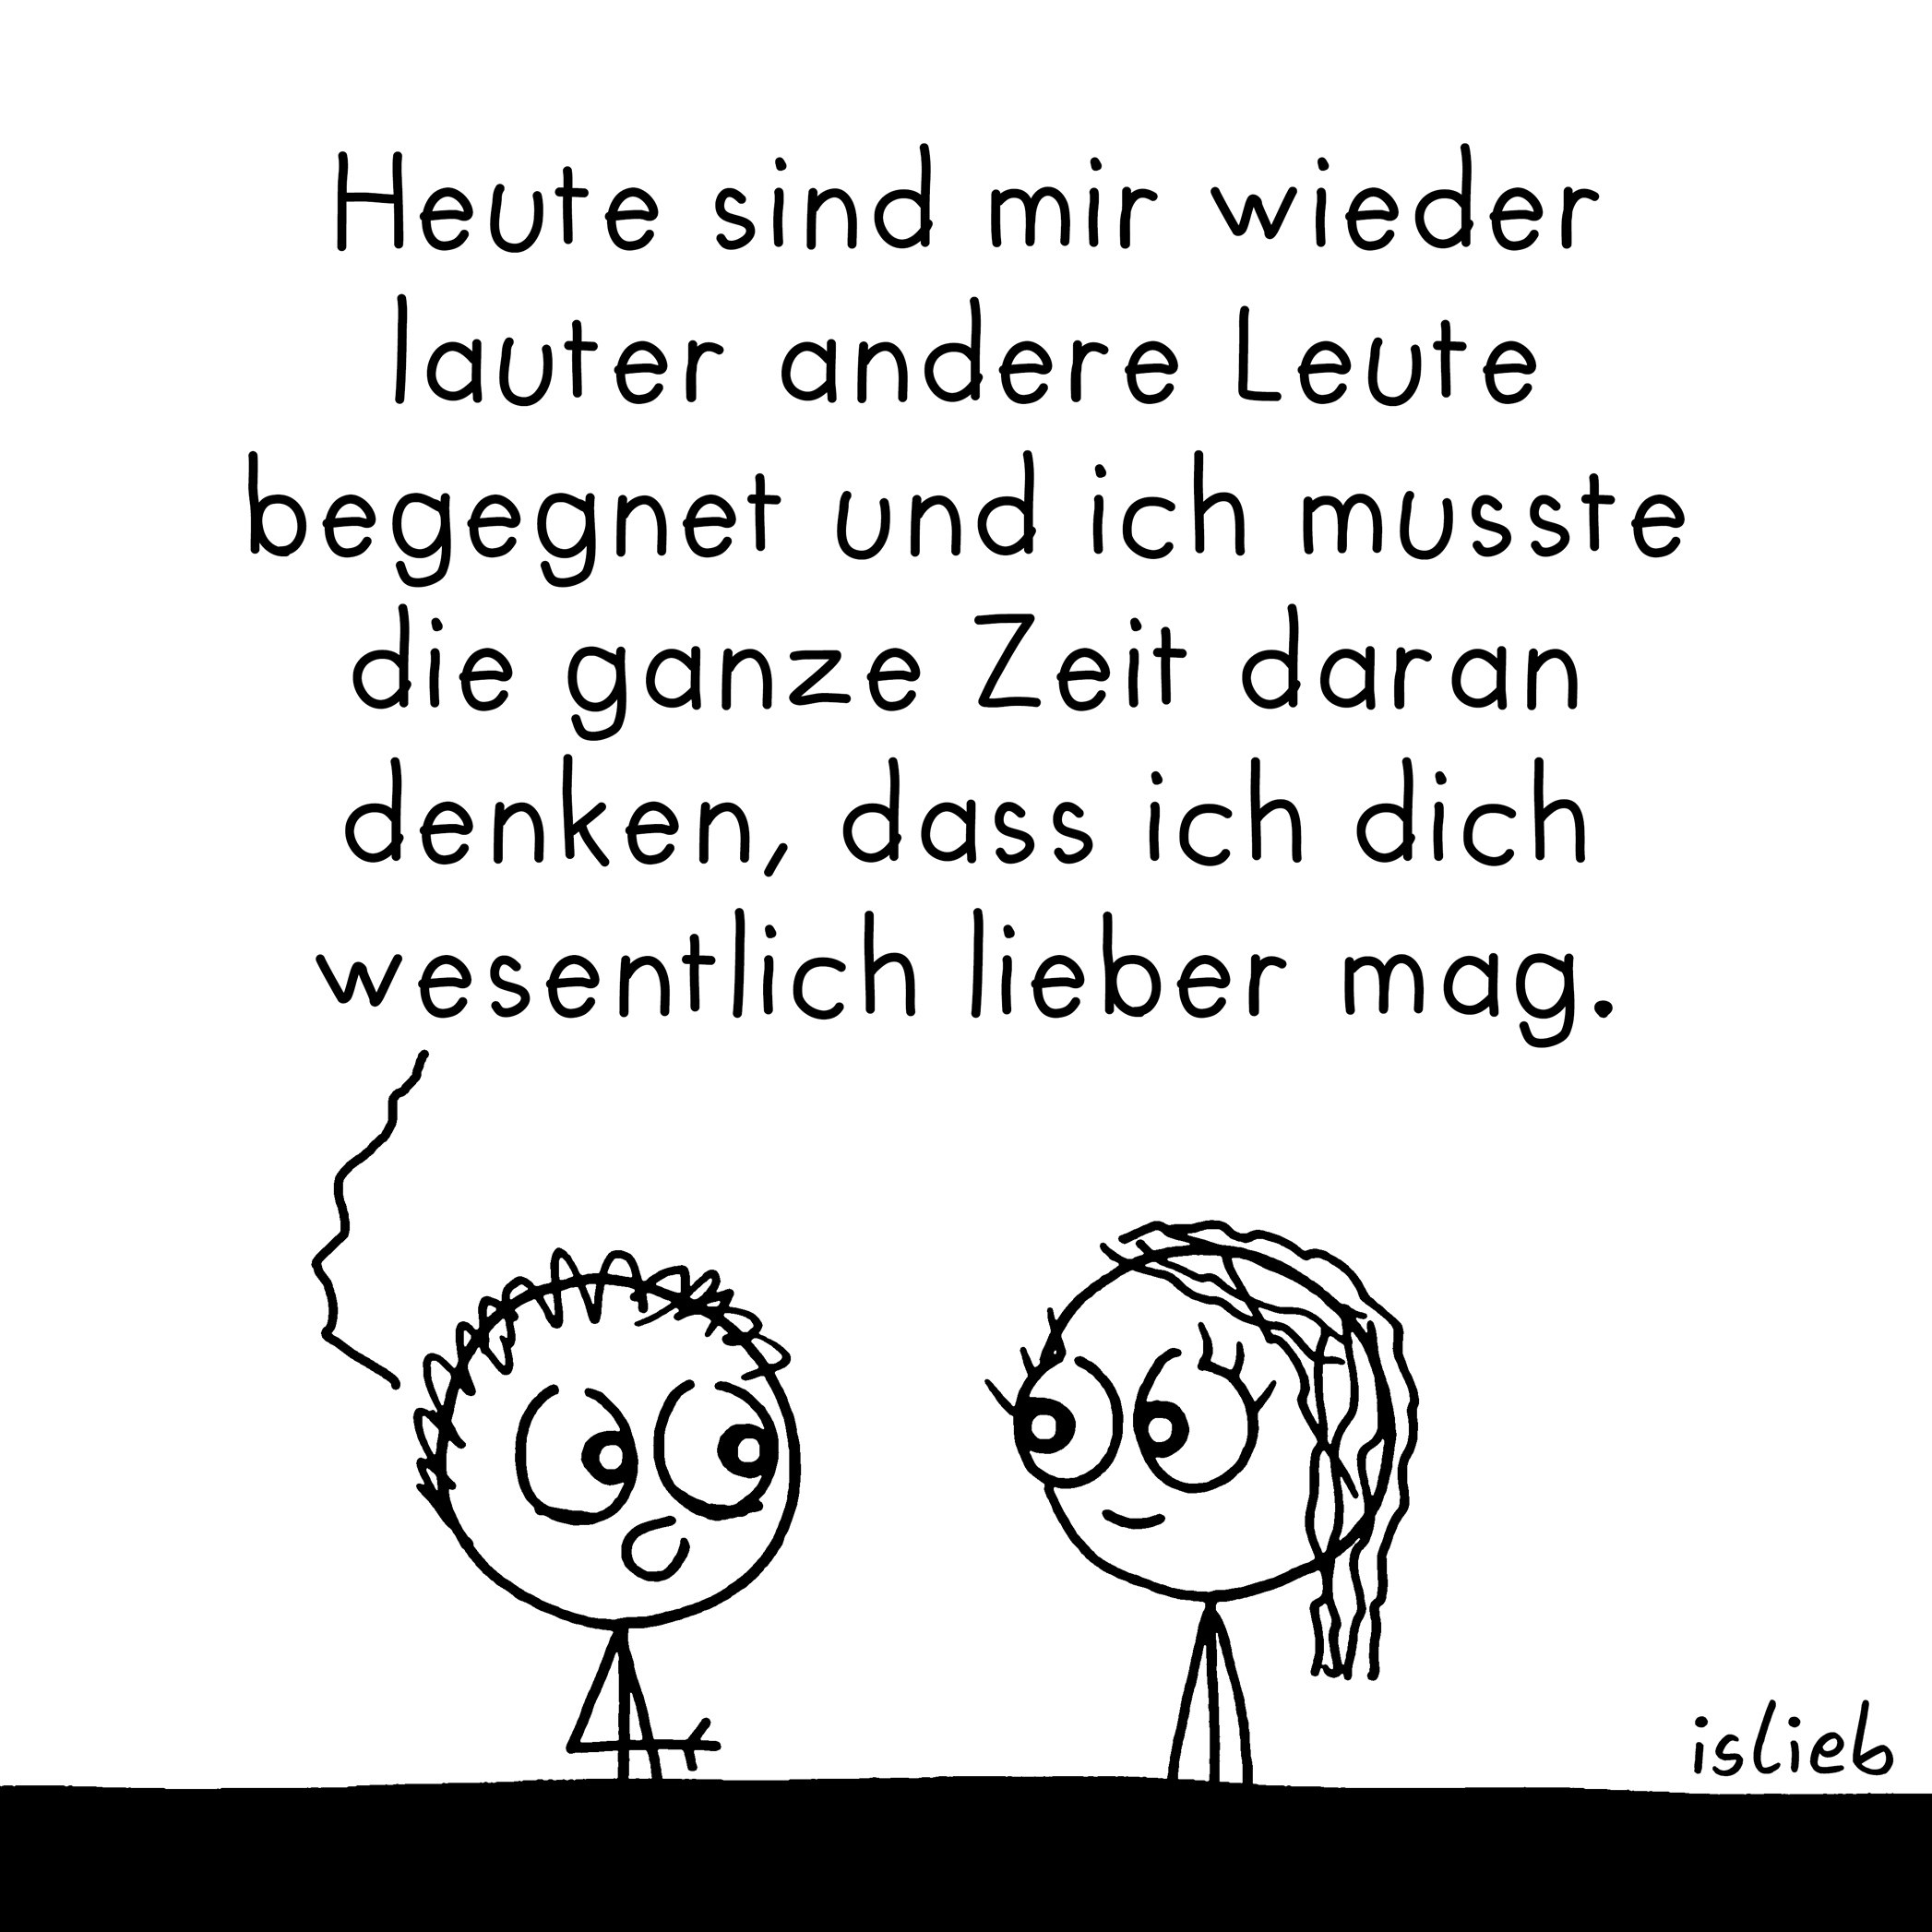 Heute sind mir wieder
lauter andere Leute
begegnet und ich musste
die ganze Zeit daran
denken, dass ich dich
wesentlich lieber mag.
islieb